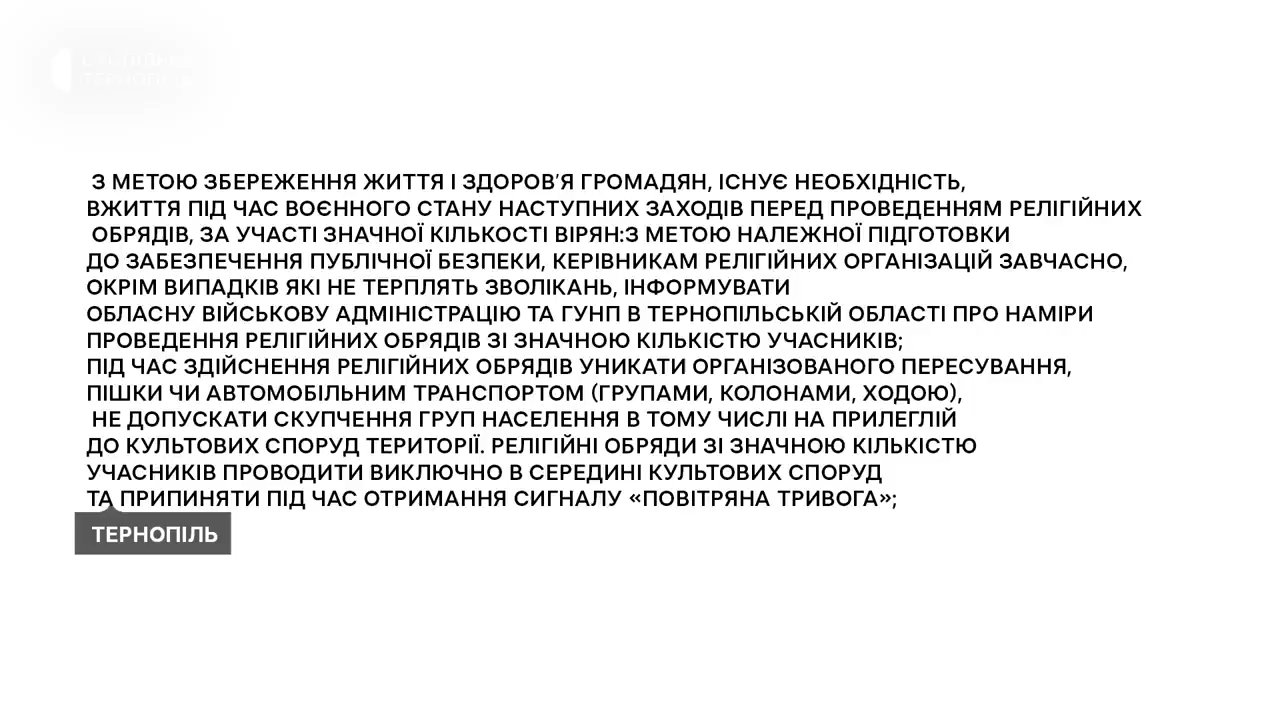 З МЕТОЮ ЗБЕРЕЖЕННЯ ЖИТТЯ І ЗДОРОВ'Я ГРОМАДЯН, ІСНУЄ НЕОБХІДНІСТЬ,
ВЖИТТЯ ПІД ЧАС ВОЄННОГО СТАНУ НАСТУПНИХ ЗАХОДІВ ПЕРЕД ПРОВЕДЕННЯМ РЕЛІГІЙНИХ
ОБРЯДІВ, ЗА УЧАСТІ ЗНАЧНОЇ КІЛЬКОСТІ ВІРЯН:З МЕТОЮ НАЛЕЖНОЇ ПІДГОТОВКИ
ДО ЗАБЕЗПЕЧЕННЯ ПУБЛІЧНОЇ БЕЗПЕКИ, КЕРІВНИКАМ РЕЛІГІЙНИХ ОРГАНІЗАЦІЙ ЗАВЧАСНО,
ОКРІМ ВИПАДКІВ ЯКІ НЕ ТЕРПЛЯТЬ ЗВОЛІКАНЬ, ІНФОРМУВАТИ
ОБЛАСНУ ВІЙСЬКОВУ АДМІНІСТРАЦІЮ ТА ГУНП В ТЕРНОПІЛЬСЬКІЙ ОБЛАСТІ ПРО НАМІРИ
ПРОВЕДЕННЯ РЕЛІГІЙНИХ ОБРЯДІВ ЗІ ЗНАЧНОЮ КІЛЬКІСТЮ УЧАСНИКІВ;
ПІД ЧАС ЗДІЙСНЕННЯ РЕЛІГІЙНИХ ОБРЯДІВ УНИКАТИ ОРГАНІЗОВАНОГО ПЕРЕСУВАННЯ,
ПІШКИ ЧИ АВТОМОБІЛЬНИМ ТРАНСПОРТОМ (ГРУПАМИ, КОЛОНАМИ, ХОДОЮ),
НЕ ДОПУСКАТИ СКУПЧЕННЯ ГРУП НАСЕЛЕННЯ В ТОМУ ЧИСЛІ НА ПРИЛЕГЛІЙ
ДО КУЛЬТОВИХ СПОРУД ТЕРИТОРІЇ. РЕЛІГІЙНІ ОБРЯДИ ЗІ ЗНАЧНОЮ КІЛЬКІСТЮ
УЧАСНИКІВ ПРОВОДИТИ ВИКЛЮЧНО В СЕРЕДИНІ КУЛЬТОВИХ СПОРУД
ТА ПРИПИНЯТИ ПІД ЧАС ОТРИМАННЯ СИГНАЛУ «ПОВІТРЯНА ТРИВОГА»;
ТЕРНОПІЛЬ